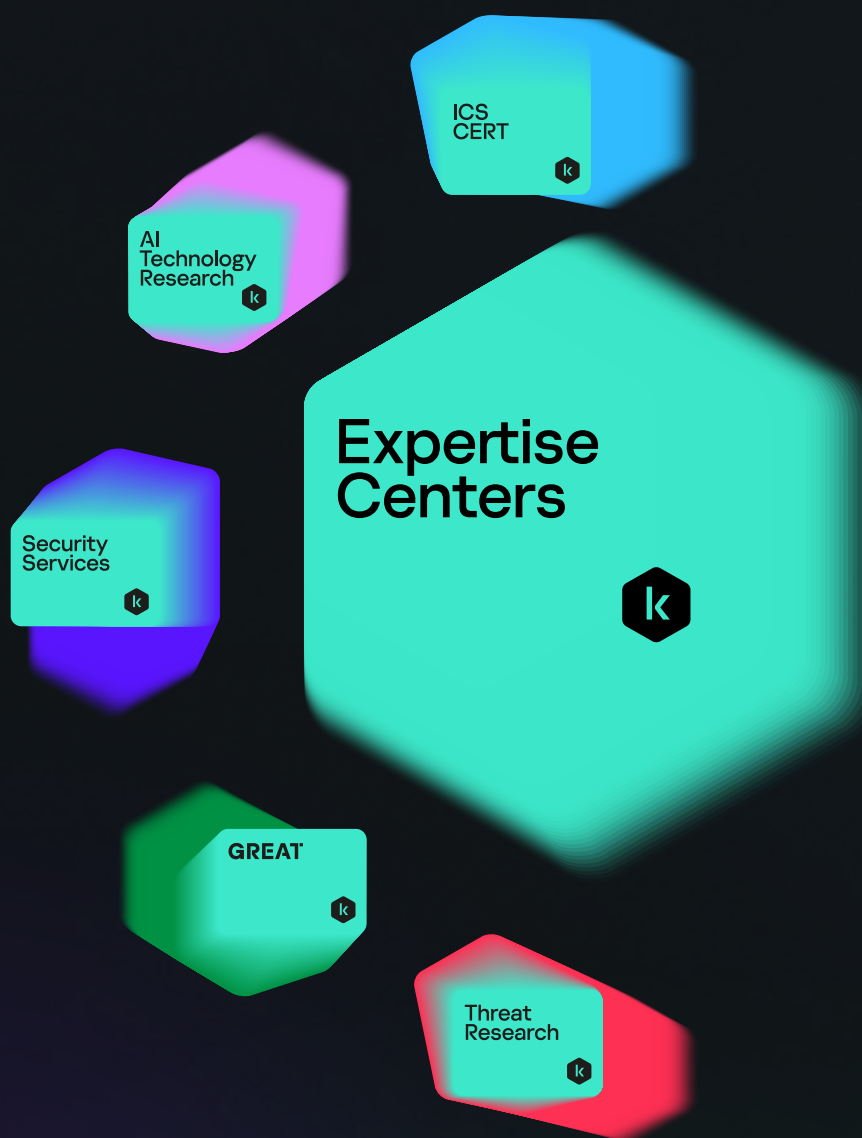 ICS
CERT
k
AI
Technology
Research
k
Expertise
Centers
k
Security
Services
k
GREAT
k
Threat
Research
k